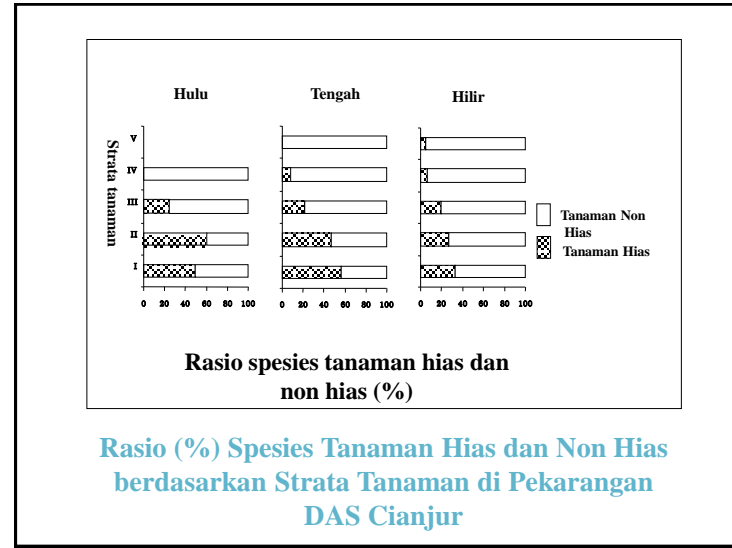 Hulu
Tengah
Hilir
Strata tanaman
V
IV
III
II
I
0 20 40 60 80 100
0 20 40 60 80 100
0 20 40 60 80 100
Tanaman Non
Hias
Tanaman Hias
Rasio spesies tanaman hias dan
non hias (%)
Rasio (%) Spesies Tanaman Hias dan Non Hias
berdasarkan Strata Tanaman di Pekarangan
DAS Cianjur